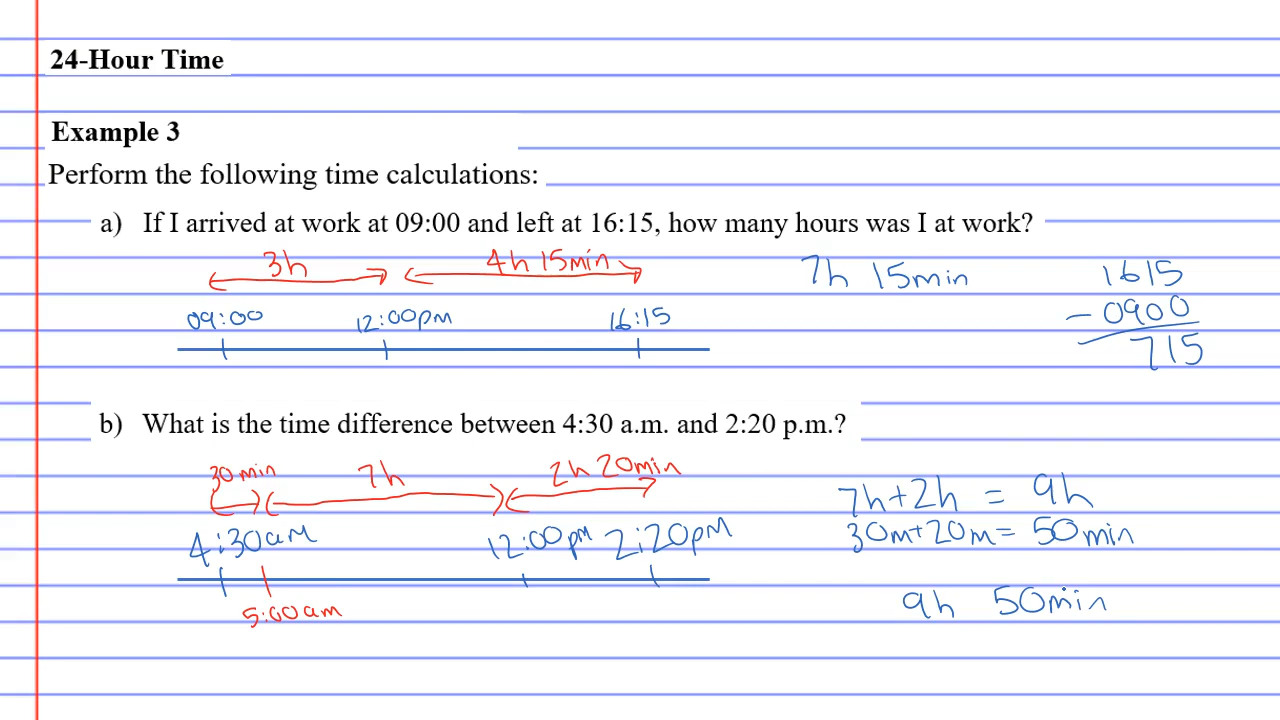 24-Hour Time
Example 3
Perform the following time calculations:
a) If I arrived at work at 09:00 and left at 16:15, how many hours was I at work?
3h 4h 15min
09:00 12:00pm 16:15
7h 15min
1615
- 0900
715
b) What is the time difference between 4:30 a.m. and 2:20 p.m.?
30min 7h 2h 20min
4:30am 12:00pm 2:20pm
5:00am
7h+2h = 9h
30m+20m= 50min
9h 50min